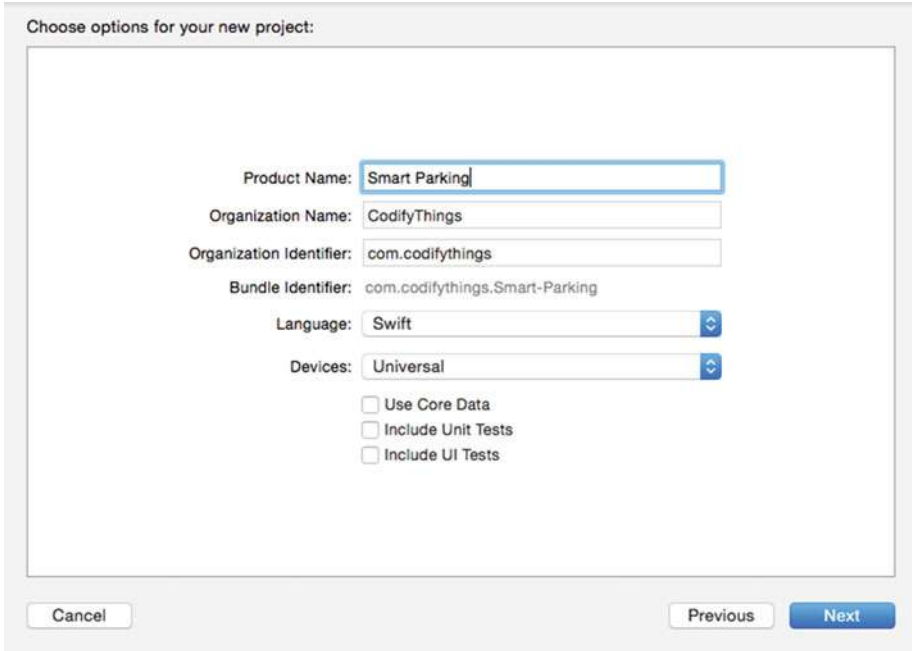 Choose options for your new project:
Product Name: Smart Parking
Organization Name: CodifyThings
Organization Identifier: com.codifythings
Bundle Identifier: com.codifythings.Smart-Parking
Language: Swift
Devices: Universal
Use Core Data
Include Unit Tests
Include UI Tests
Cancel Previous Next